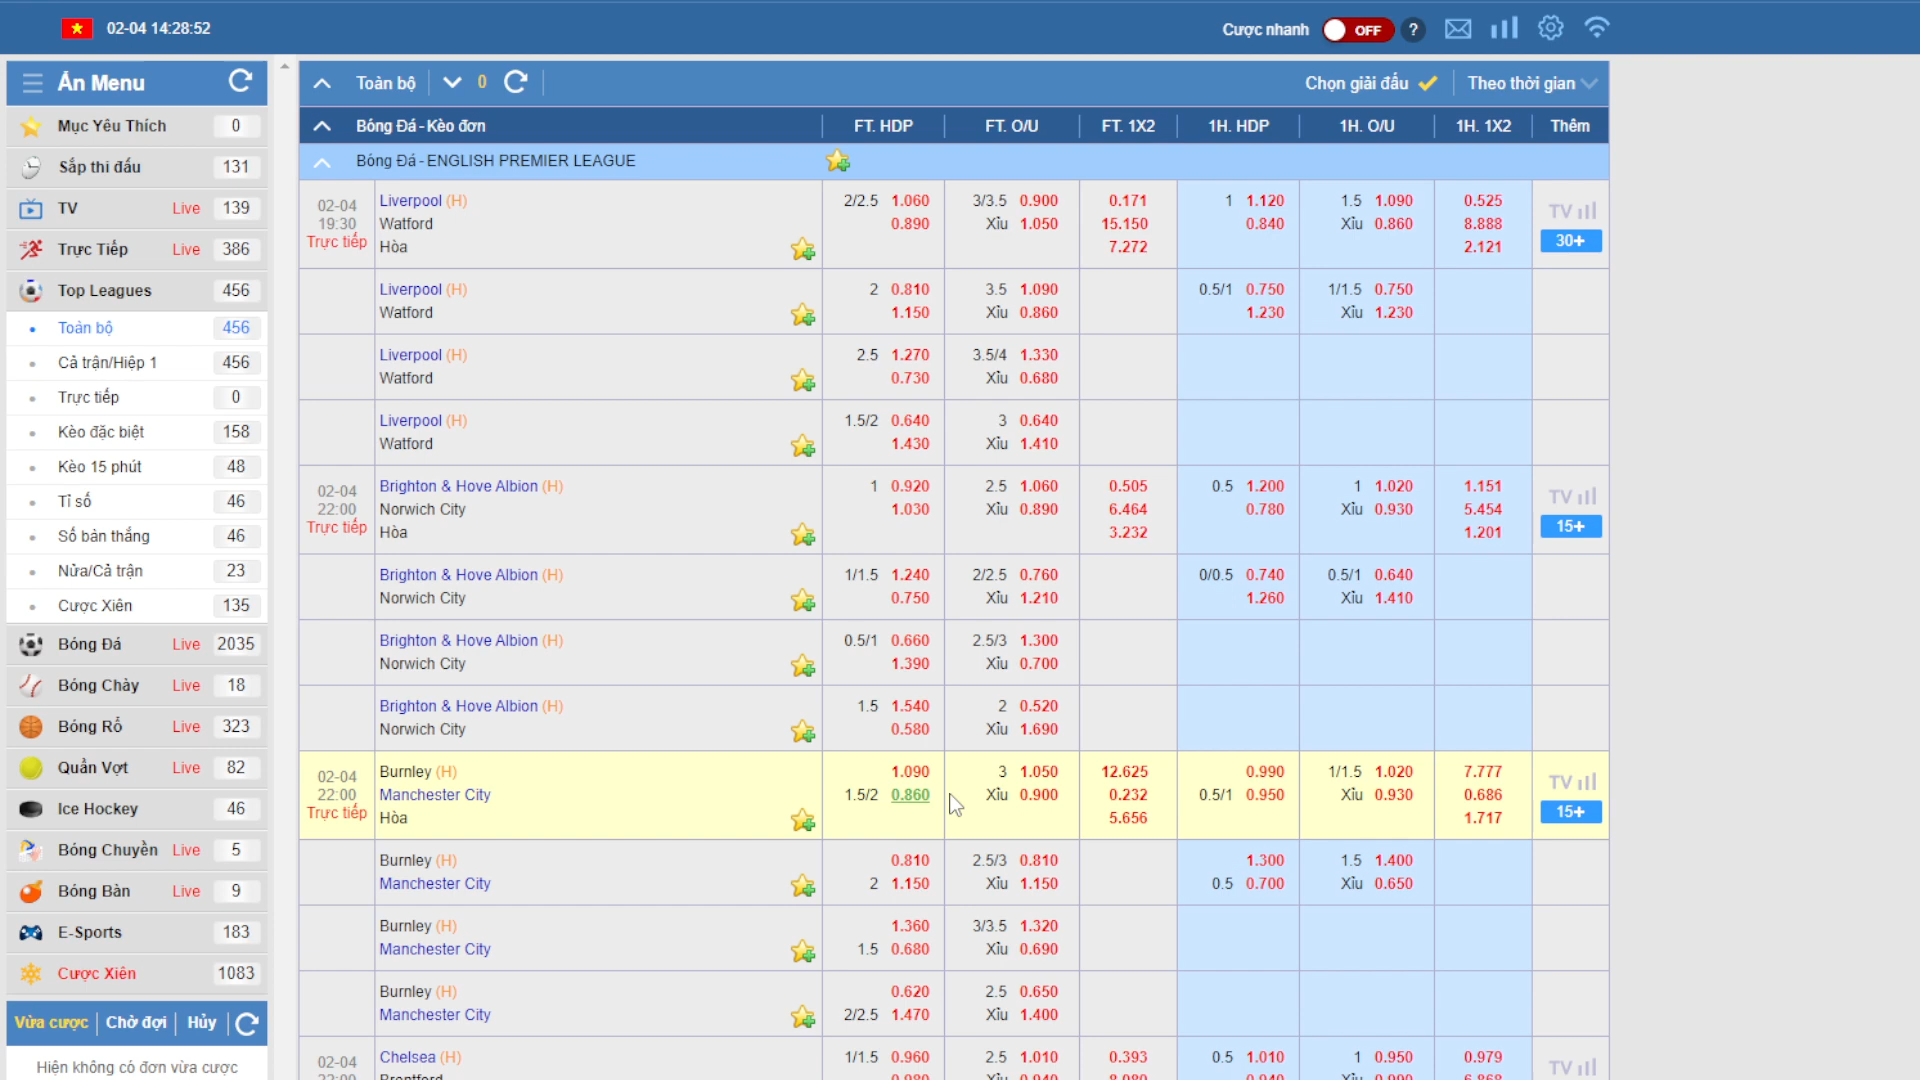 02-04 14:28:52
Cược nhanh OFF ?
Ẩn Menu
Mục Yêu Thích 0
Sắp thi đấu 131
TV Live 139
Trực Tiếp Live 386
Top Leagues 456
Toàn bộ 456
Cả trận/Hiệp 1 456
Trực tiếp 0
Kèo đặc biệt 158
Kèo 15 phút 48
Tỉ số 46
Số bàn thắng 46
Nửa/Cả trận 23
Cược Xiên 135
Bóng Đá Live 2035
Bóng Chày Live 18
Bóng Rổ Live 323
Quần Vợt Live 82
Ice Hockey 46
Bóng Chuyền Live 5
Bóng Bàn Live 9
E-Sports 183
Cược Xiên 1083
Vừa cược Chờ đợi Hủy
Hiện không có đơn vừa cược
Toàn bộ 0 Chọn giải đấu Theo thời gian
Bóng Đá - Kèo đơn FT. HDP FT. O/U FT. 1X2 1H. HDP 1H. O/U 1H. 1X2 Thêm
Bóng Đá - ENGLISH PREMIER LEAGUE
02-04 19:30 Trực tiếp
Liverpool (H) 2/2.5 1.060 3/3.5 0.900 0.171 1 1.120 1.5 1.090 0.525 TV
Watford 0.890 Xỉu 1.050 15.150 0.840 Xỉu 0.860 8.888 30+
Hòa 7.272 2.121
Liverpool (H) 2 0.810 3.5 1.090 0.5/1 0.750 1/1.5 0.750
Watford 1.150 Xỉu 0.860 1.230 Xỉu 1.230
Liverpool (H) 2.5 1.270 3.5/4 1.330
Watford 0.730 Xỉu 0.680
Liverpool (H) 1.5/2 0.640 3 0.640
Watford 1.430 Xỉu 1.410
02-04 22:00 Trực tiếp
Brighton & Hove Albion (H) 1 0.920 2.5 1.060 0.505 0.5 1.200 1 1.020 1.151 TV
Norwich City 1.030 Xỉu 0.890 6.464 0.780 Xỉu 0.930 5.454 15+
Hòa 3.232 1.201
Brighton & Hove Albion (H) 1/1.5 1.240 2/2.5 0.760 0/0.5 0.740 0.5/1 0.640
Norwich City 0.750 Xỉu 1.210 1.260 Xỉu 1.410
Brighton & Hove Albion (H) 0.5/1 0.660 2.5/3 1.300
Norwich City 1.390 Xỉu 0.700
Brighton & Hove Albion (H) 1.5 1.540 2 0.520
Norwich City 0.580 Xỉu 1.690
02-04 22:00 Trực tiếp
Burnley (H) 1.090 3 1.050 12.625 0.990 1/1.5 1.020 7.777 TV
Manchester City 1.5/2 0.860 Xỉu 0.900 0.232 0.5/1 0.950 Xỉu 0.930 0.686 15+
Hòa 5.656 1.717
Burnley (H) 0.810 2.5/3 0.810 1.300 1.5 1.400
Manchester City 2 1.150 Xỉu 1.150 0.5 0.700 Xỉu 0.650
Burnley (H) 1.360 3/3.5 1.320
Manchester City 1.5 0.680 Xỉu 0.690
Burnley (H) 0.620 2.5 0.650
Manchester City 2/2.5 1.470 Xỉu 1.400
02-04
Chelsea (H) 1/1.5 0.960 2.5 1.010 0.393 0.5 1.010 1 0.950 0.979 TV